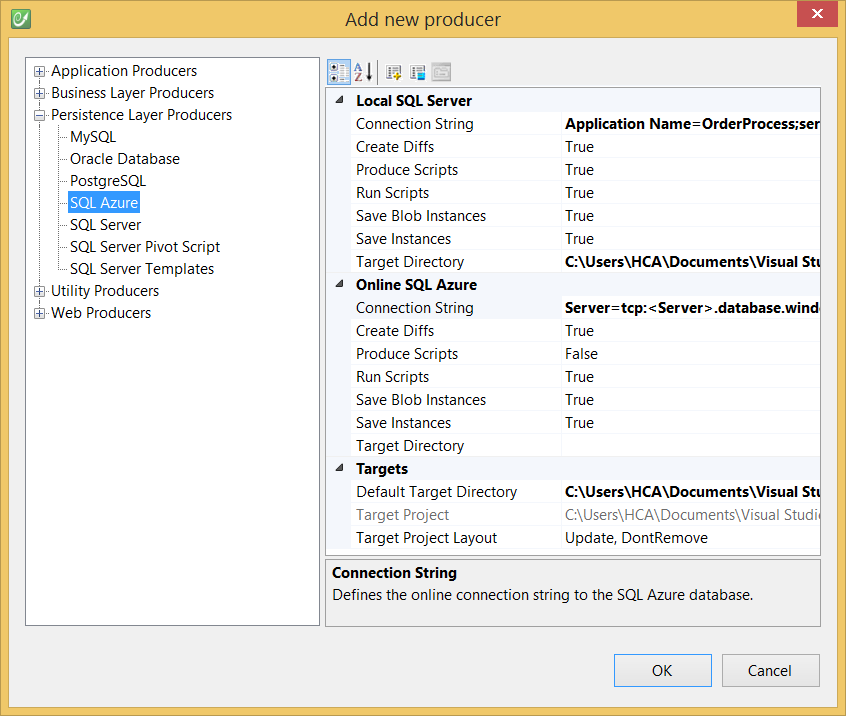 Add new producer
Application Producers
Business Layer Producers
Persistence Layer Producers
MySQL
Oracle Database
PostgreSQL
SQL Azure
SQL Server
SQL Server Pivot Script
SQL Server Templates
Utility Producers
Web Producers
A
Z
Local SQL Server
Connection String Application Name=OrderProcess;ser
Create Diffs True
Produce Scripts True
Run Scripts True
Save Blob Instances True
Save Instances True
Target Directory C:\Users\HCA\Documents\Visual Stu
Online SQL Azure
Connection String Server=tcp:<Server>.database.wind
Create Diffs True
Produce Scripts False
Run Scripts True
Save Blob Instances True
Save Instances True
Target Directory
Targets
Default Target Directory C:\Users\HCA\Documents\Visual Stu
Target Project C:\Users\HCA\Documents\Visual Studi
Target Project Layout Update, DontRemove
Connection String
Defines the online connection string to the SQL Azure database.
OK Cancel